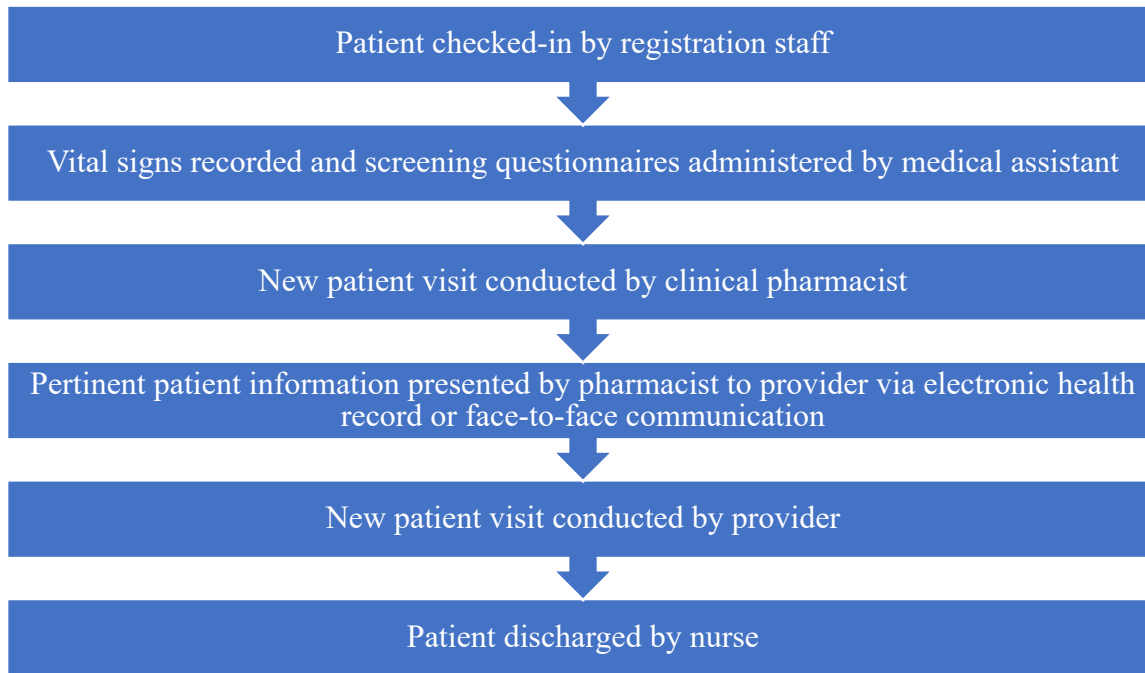 Patient checked-in by registration staff
Vital signs recorded and screening questionnaires administered by medical assistant
New patient visit conducted by clinical pharmacist
Pertinent patient information presented by pharmacist to provider via electronic health
record or face-to-face communication
New patient visit conducted by provider
Patient discharged by nurse